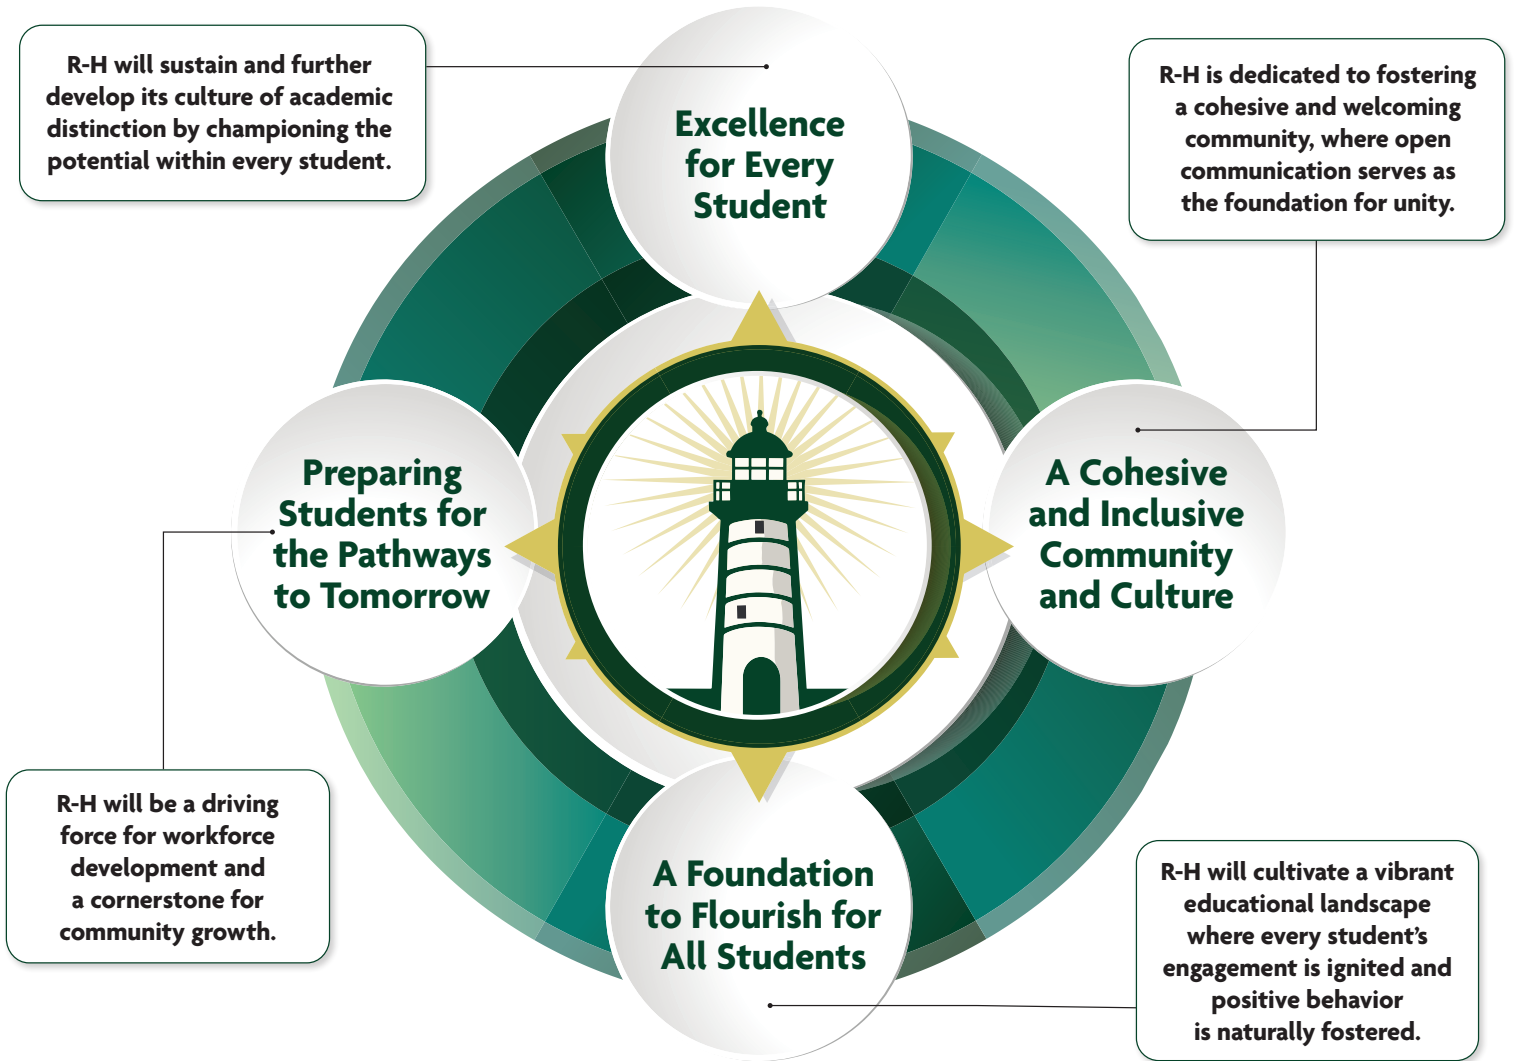 R-H will sustain and further
develop its culture of academic
distinction by championing the
potential within every student.
Excellence
for Every
Student
R-H is dedicated to fostering
a cohesive and welcoming
community, where open
communication serves as
the foundation for unity.
Preparing
Students for
the Pathways
to Tomorrow
A Cohesive
and Inclusive
Community
and Culture
R-H will be a driving
force for workforce
development and
a cornerstone for
community growth.
A Foundation
to Flourish for
All Students
R-H will cultivate a vibrant
educational landscape
where every student’s
engagement is ignited and
positive behavior
is naturally fostered.